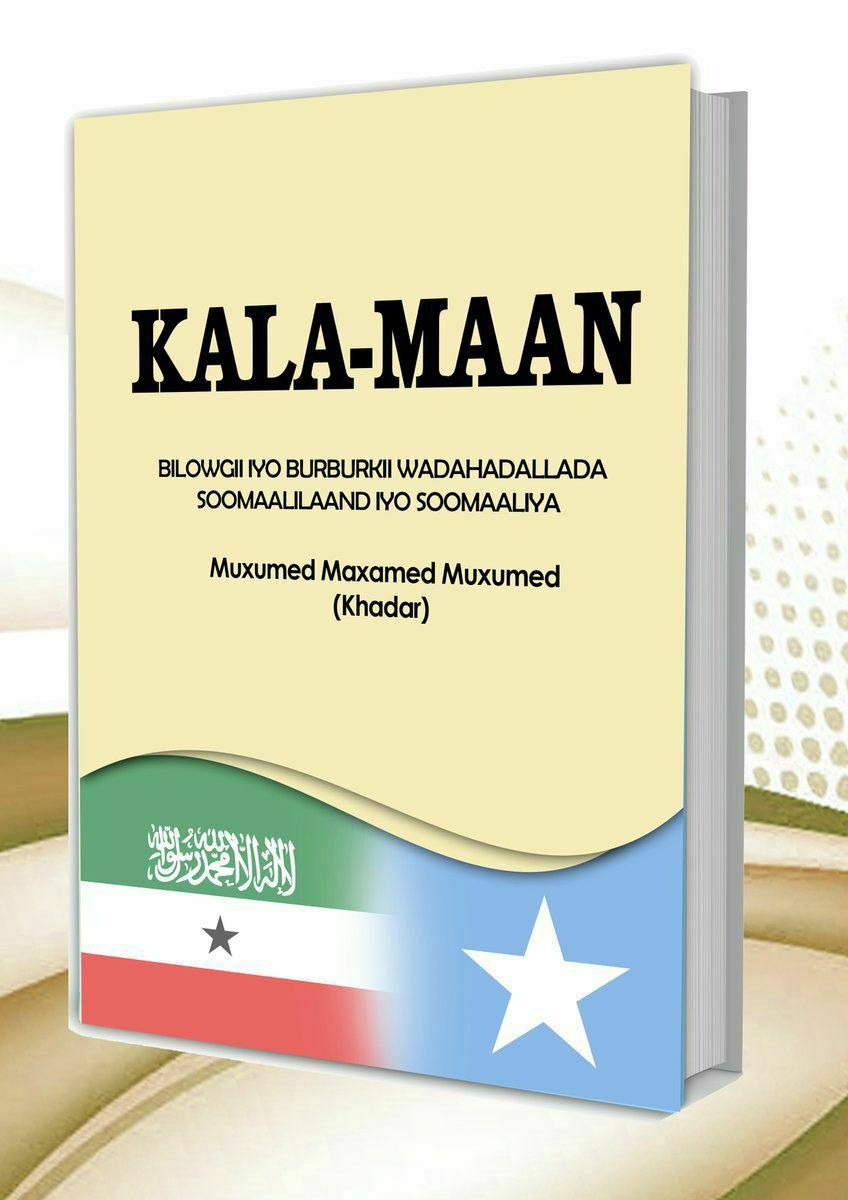 KALA-MAAN
BILOWGII IYO BURBURKII WADAHADALLADA
SOOMAALILAAND IYO SOOMAALIYA
Muxumed Maxamed Muxumed
(Khadar)
لا إله إلا الله محمد رسول الله